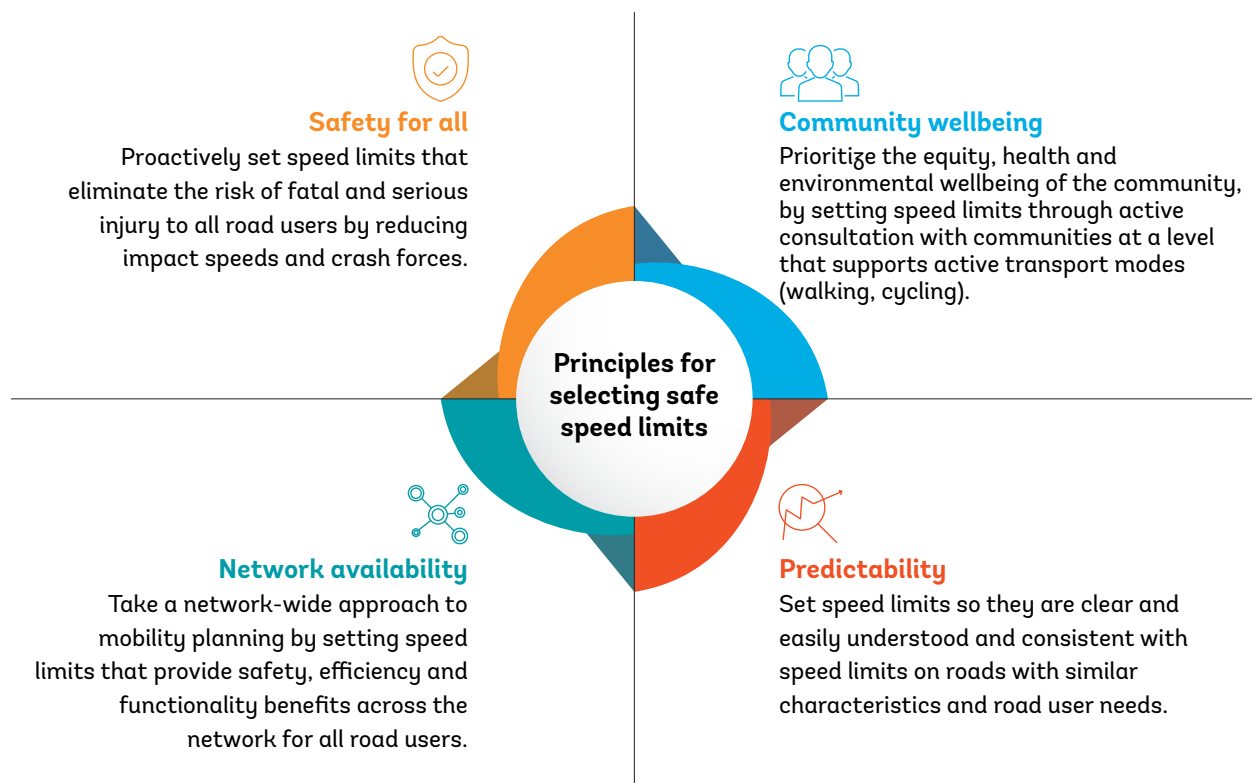 Safety for all
Proactively set speed limits that
eliminate the risk of fatal and serious
injury to all road users by reducing
impact speeds and crash forces.
Community wellbeing
Prioritize the equity, health and
environmental wellbeing of the community,
by setting speed limits through active
consultation with communities at a level
that supports active transport modes
(walking, cycling).
Principles for
selecting safe
speed limits
Network availability
Take a network-wide approach to
mobility planning by setting speed
limits that provide safety, efficiency and
functionality benefits across the
network for all road users.
Predictability
Set speed limits so they are clear and
easily understood and consistent with
speed limits on roads with similar
characteristics and road user needs.